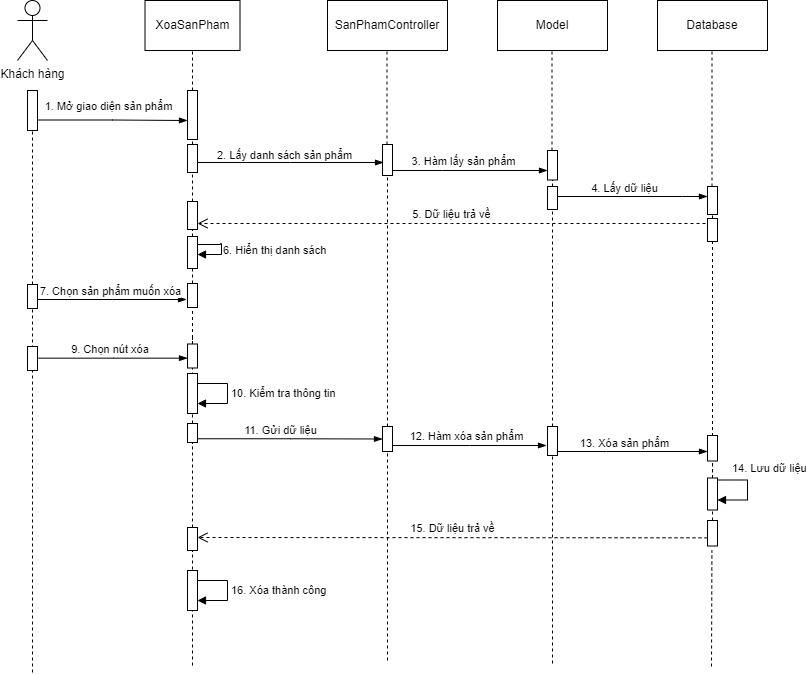 XoaSanPham
SanPhamController
Model
Database
Khách hàng
1. Mở giao diện sản phẩm
2. Lấy danh sách sản phẩm
3. Hàm lấy sản phẩm
4. Lấy dữ liệu
5. Dữ liệu trả về
6. Hiển thị danh sách
7. Chọn sản phẩm muốn xóa
9. Chọn nút xóa
10. Kiểm tra thông tin
11. Gửi dữ liệu
12. Hàm xóa sản phẩm
13. Xóa sản phẩm
14. Lưu dữ liệu
15. Dữ liệu trả về
16. Xóa thành công